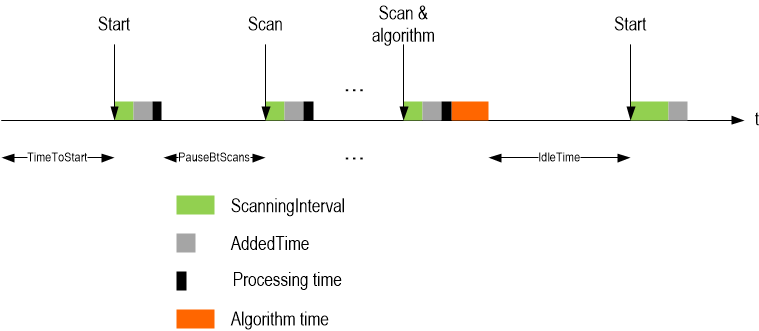 Start
Scan
Scan &
algorithm
Start
...
t
TimeToStart
PauseBtScans
...
IdleTime
ScanningInterval
AddedTime
Processing time
Algorithm time